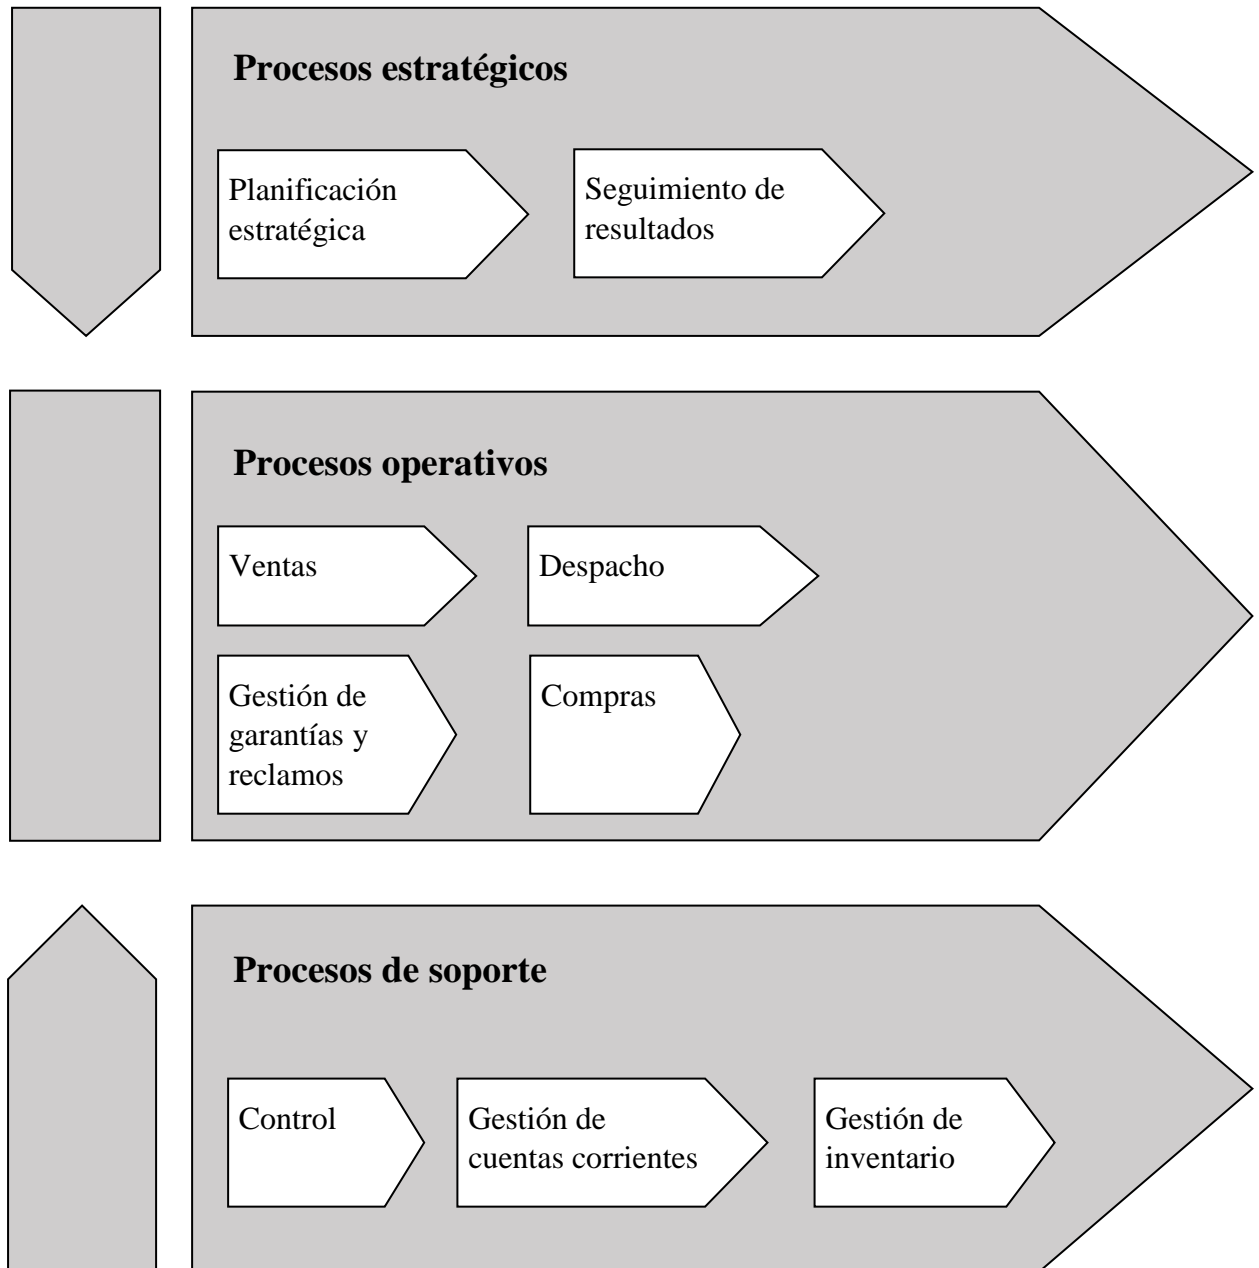 Procesos estratégicos
Planificación
estratégica
Seguimiento de
resultados
Procesos operativos
Ventas
Despacho
Gestión de
garantías y
reclamos
Compras
Procesos de soporte
Control
Gestión de
cuentas corrientes
Gestión de
inventario